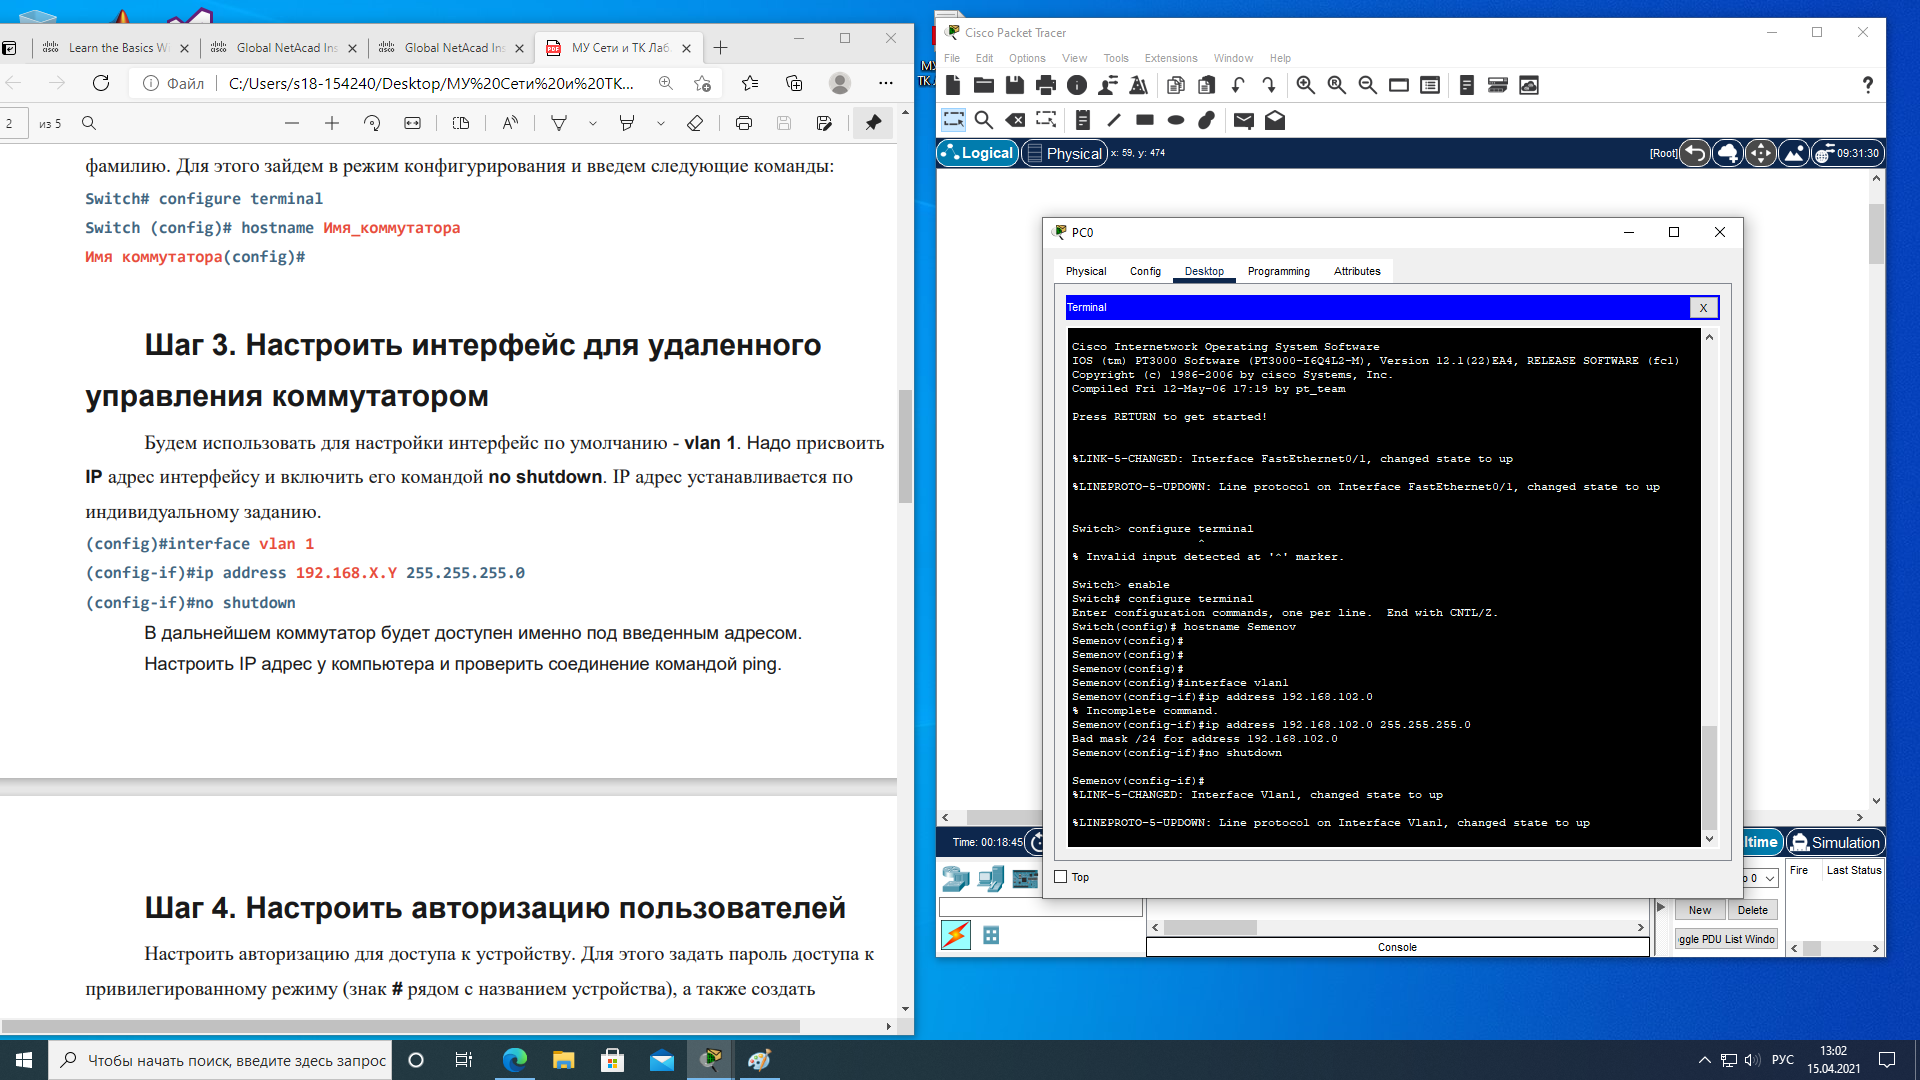 Learn the Basics Wi
Global NetAcad Ins
Global NetAcad Ins
МУ Сети и ТК Лаб.
Файл
C:/Users/s18-154240/Desktop/МУ%20Сети%20и%20ТК...
2
из 5
фамилию. Для этого зайдем в режим конфигурирования и введем следующие команды:
Switch# configure terminal
Switch (config)# hostname Имя_коммутатора
Имя коммутатора(config)#
Шаг 3. Настроить интерфейс для удаленного
управления коммутатором
Будем использовать для настройки интерфейс по умолчанию - vlan 1. Надо присвоить
IP адрес интерфейсу и включить его командой no shutdown. IP адрес устанавливается по
индивидуальному заданию.
(config)#interface vlan 1
(config-if)#ip address 192.168.X.Y 255.255.255.0
(config-if)#no shutdown
В дальнейшем коммутатор будет доступен именно под введенным адресом.
Настроить IP адрес у компьютера и проверить соединение командой ping.
Шаг 4. Настроить авторизацию пользователей
Настроить авторизацию для доступа к устройству. Для этого задать пароль доступа к
привилегированному режиму (знак # рядом с названием устройства), а также создать
Cisco Packet Tracer
File Edit Options View Tools Extensions Window Help
Logical
Physical
x: 59, y: 474
[Root]
09:31:30
PC0
Physical Config Desktop Programming Attributes
Terminal
X
Cisco Internetwork Operating System Software
IOS (tm) PT3000 Software (PT3000-I6Q4L2-M), Version 12.1(22)EA4, RELEASE SOFTWARE (fc1)
Copyright (c) 1986-2006 by cisco Systems, Inc.
Compiled Fri 12-May-06 17:19 by pt_team
Press RETURN to get started!
%LINK-5-CHANGED: Interface FastEthernet0/1, changed state to up
%LINEPROTO-5-UPDOWN: Line protocol on Interface FastEthernet0/1, changed state to up
Switch> configure terminal
^
% Invalid input detected at '^' marker.
Switch> enable
Switch# configure terminal
Enter configuration commands, one per line.  End with CNTL/Z.
Switch(config)# hostname Semenov
Semenov(config)#
Semenov(config)#
Semenov(config)#
Semenov(config)#interface vlan1
Semenov(config-if)#ip address 192.168.102.0
% Incomplete command.
Semenov(config-if)#ip address 192.168.102.0 255.255.255.0
Bad mask /24 for address 192.168.102.0
Semenov(config-if)#no shutdown
Semenov(config-if)#
%LINK-5-CHANGED: Interface Vlan1, changed state to up
%LINEPROTO-5-UPDOWN: Line protocol on Interface Vlan1, changed state to up
Top
Time: 00:18:45
ltime
Simulation
o 0
Fire
Last Status
New
Delete
ggle PDU List Windo
Console
Чтобы начать поиск, введите здесь запрос
РУС
13:02
15.04.2021